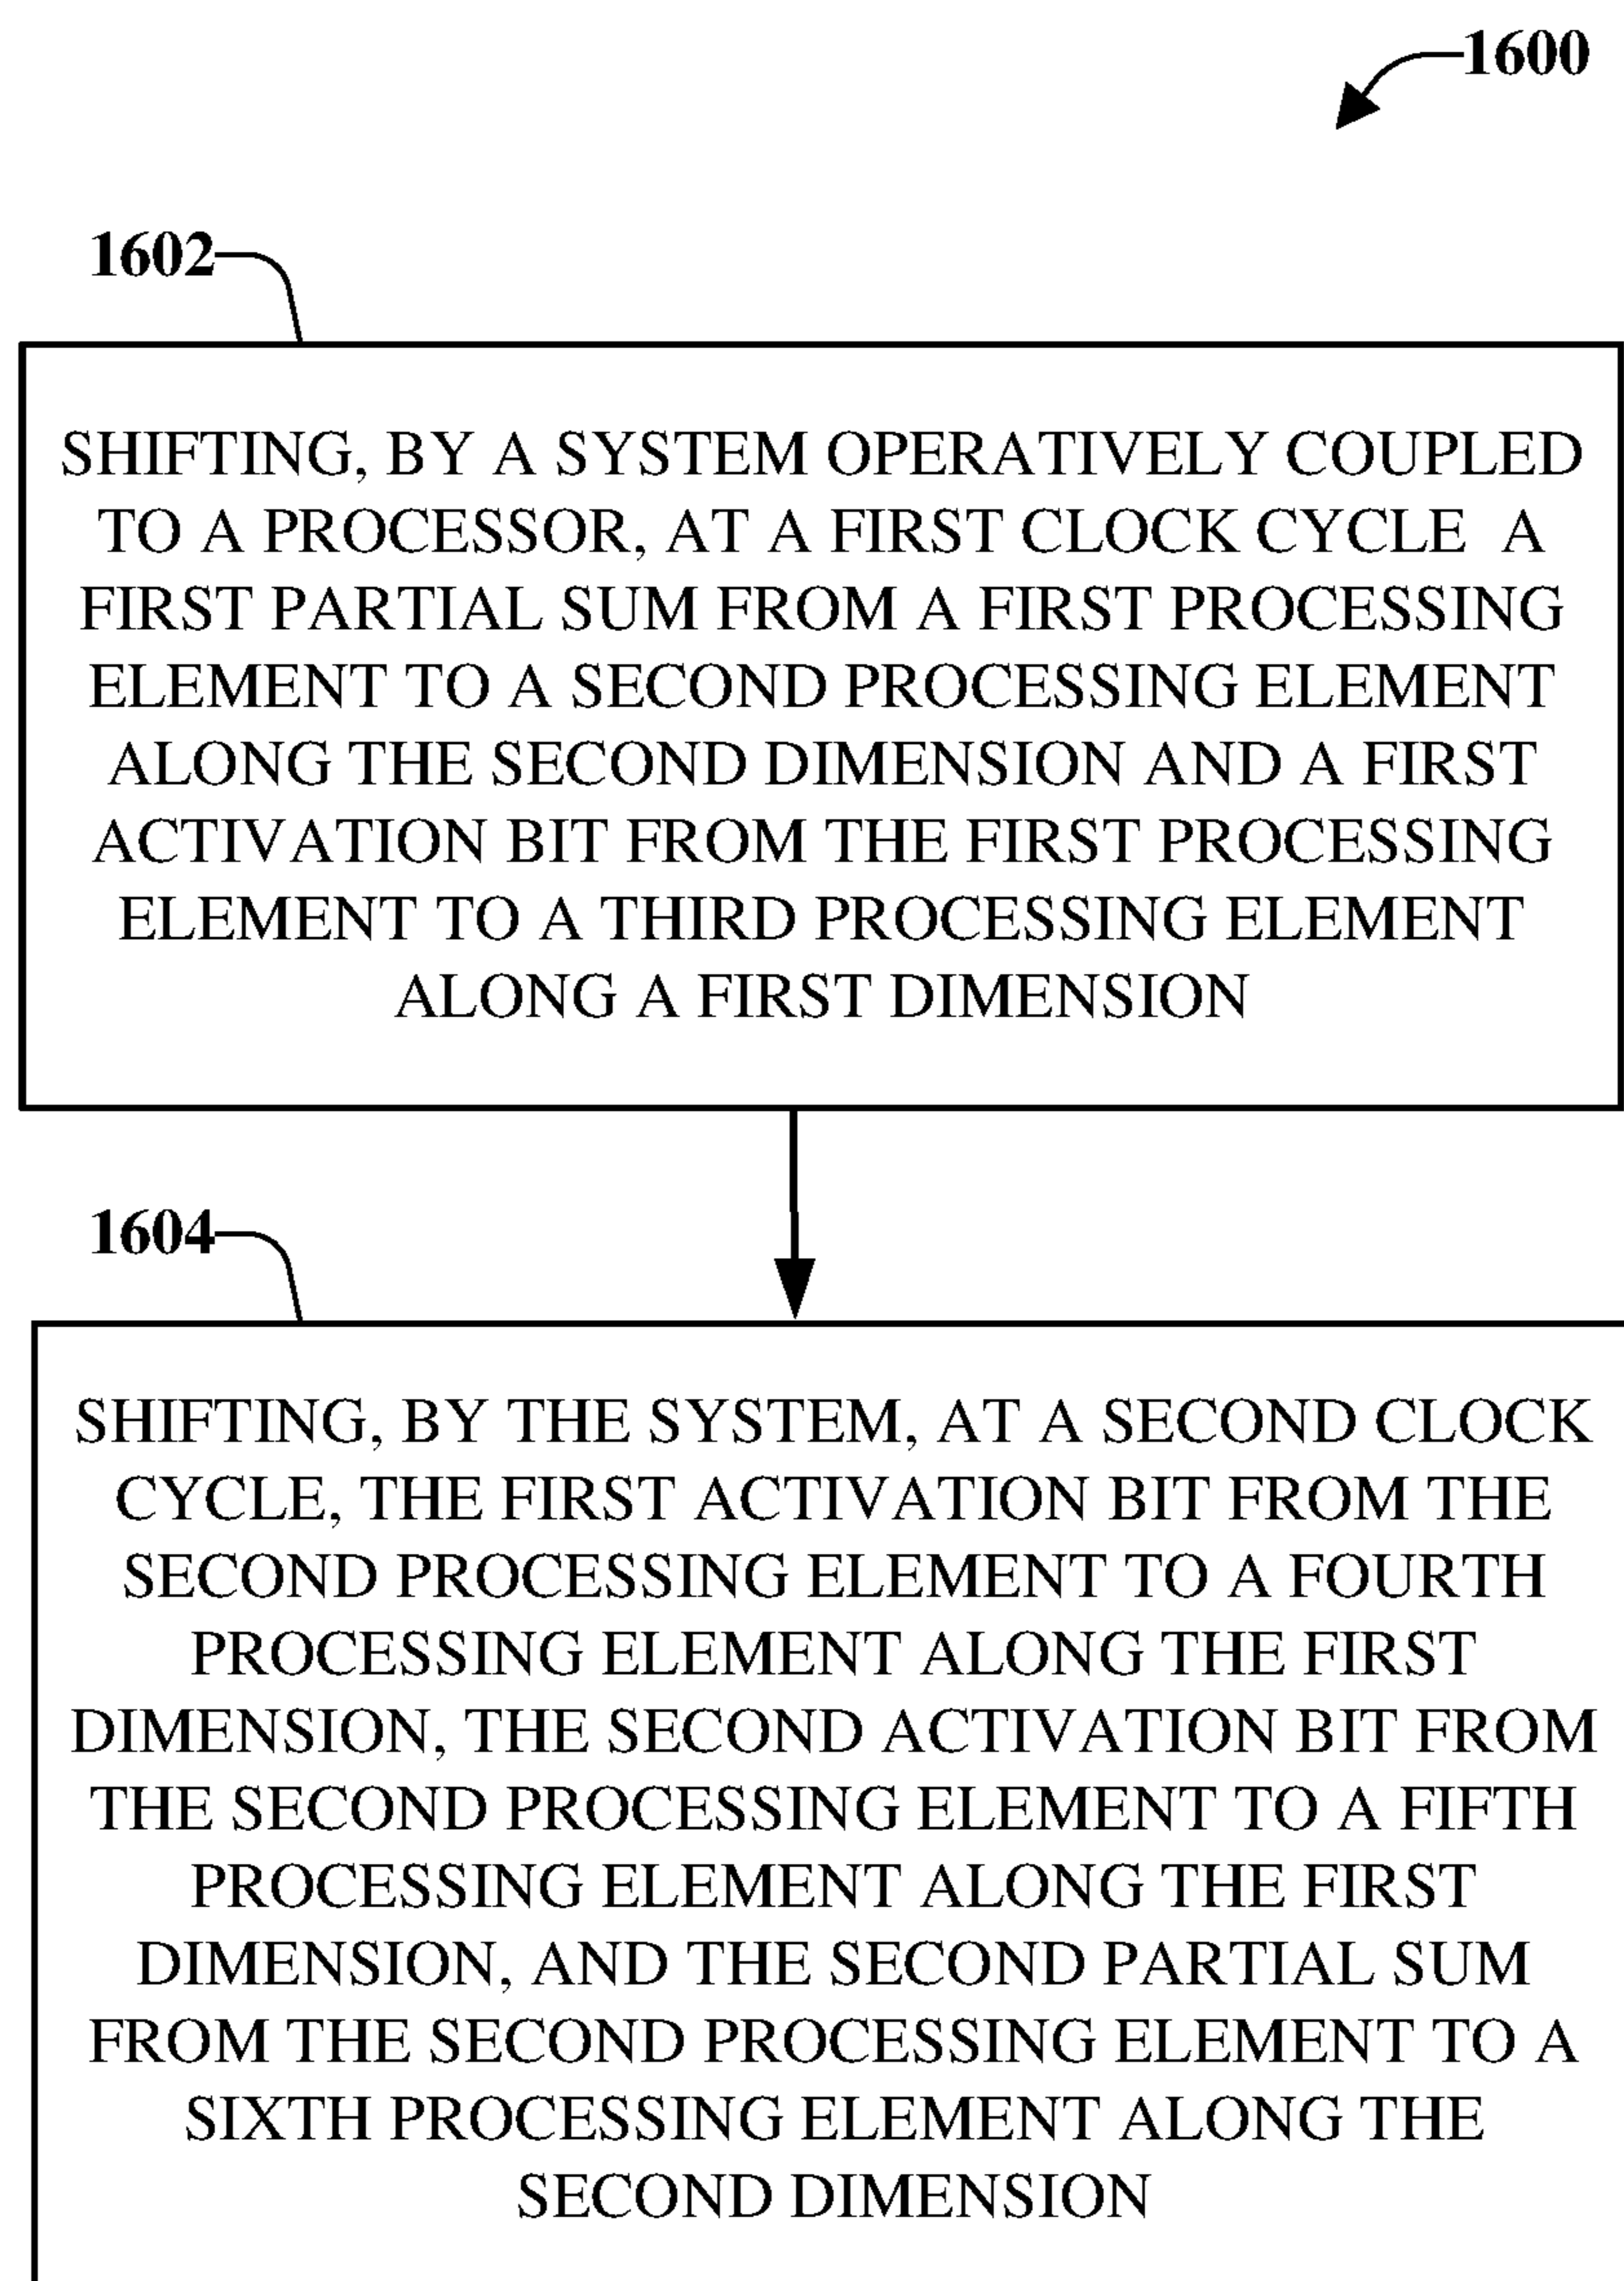 1600
1602
SHIFTING, BY A SYSTEM OPERATIVELY COUPLED
TO A PROCESSOR, AT A FIRST CLOCK CYCLE A
FIRST PARTIAL SUM FROM A FIRST PROCESSING
ELEMENT TO A SECOND PROCESSING ELEMENT
ALONG THE SECOND DIMENSION AND A FIRST
ACTIVATION BIT FROM THE FIRST PROCESSING
ELEMENT TO A THIRD PROCESSING ELEMENT
ALONG A FIRST DIMENSION
1604
SHIFTING, BY THE SYSTEM, AT A SECOND CLOCK
CYCLE, THE FIRST ACTIVATION BIT FROM THE
SECOND PROCESSING ELEMENT TO A FOURTH
PROCESSING ELEMENT ALONG THE FIRST
DIMENSION, THE SECOND ACTIVATION BIT FROM
THE SECOND PROCESSING ELEMENT TO A FIFTH
PROCESSING ELEMENT ALONG THE FIRST
DIMENSION, AND THE SECOND PARTIAL SUM
FROM THE SECOND PROCESSING ELEMENT TO A
SIXTH PROCESSING ELEMENT ALONG THE
SECOND DIMENSION